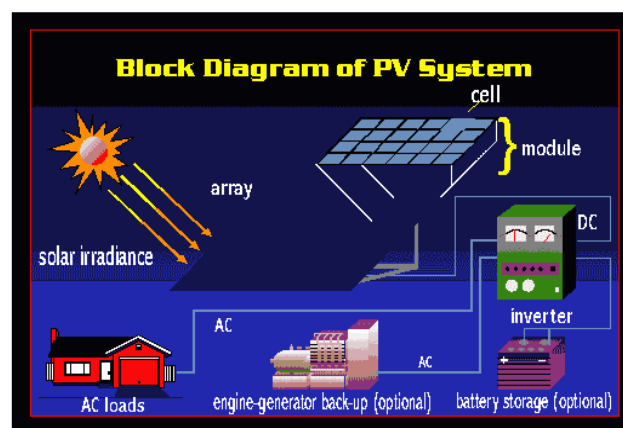 Block Diagram of PV System
cell
module
array
DC
solar irradiance
inverter
AC
AC
AC loads
engine-generator back-up (optional)
battery storage (optional)